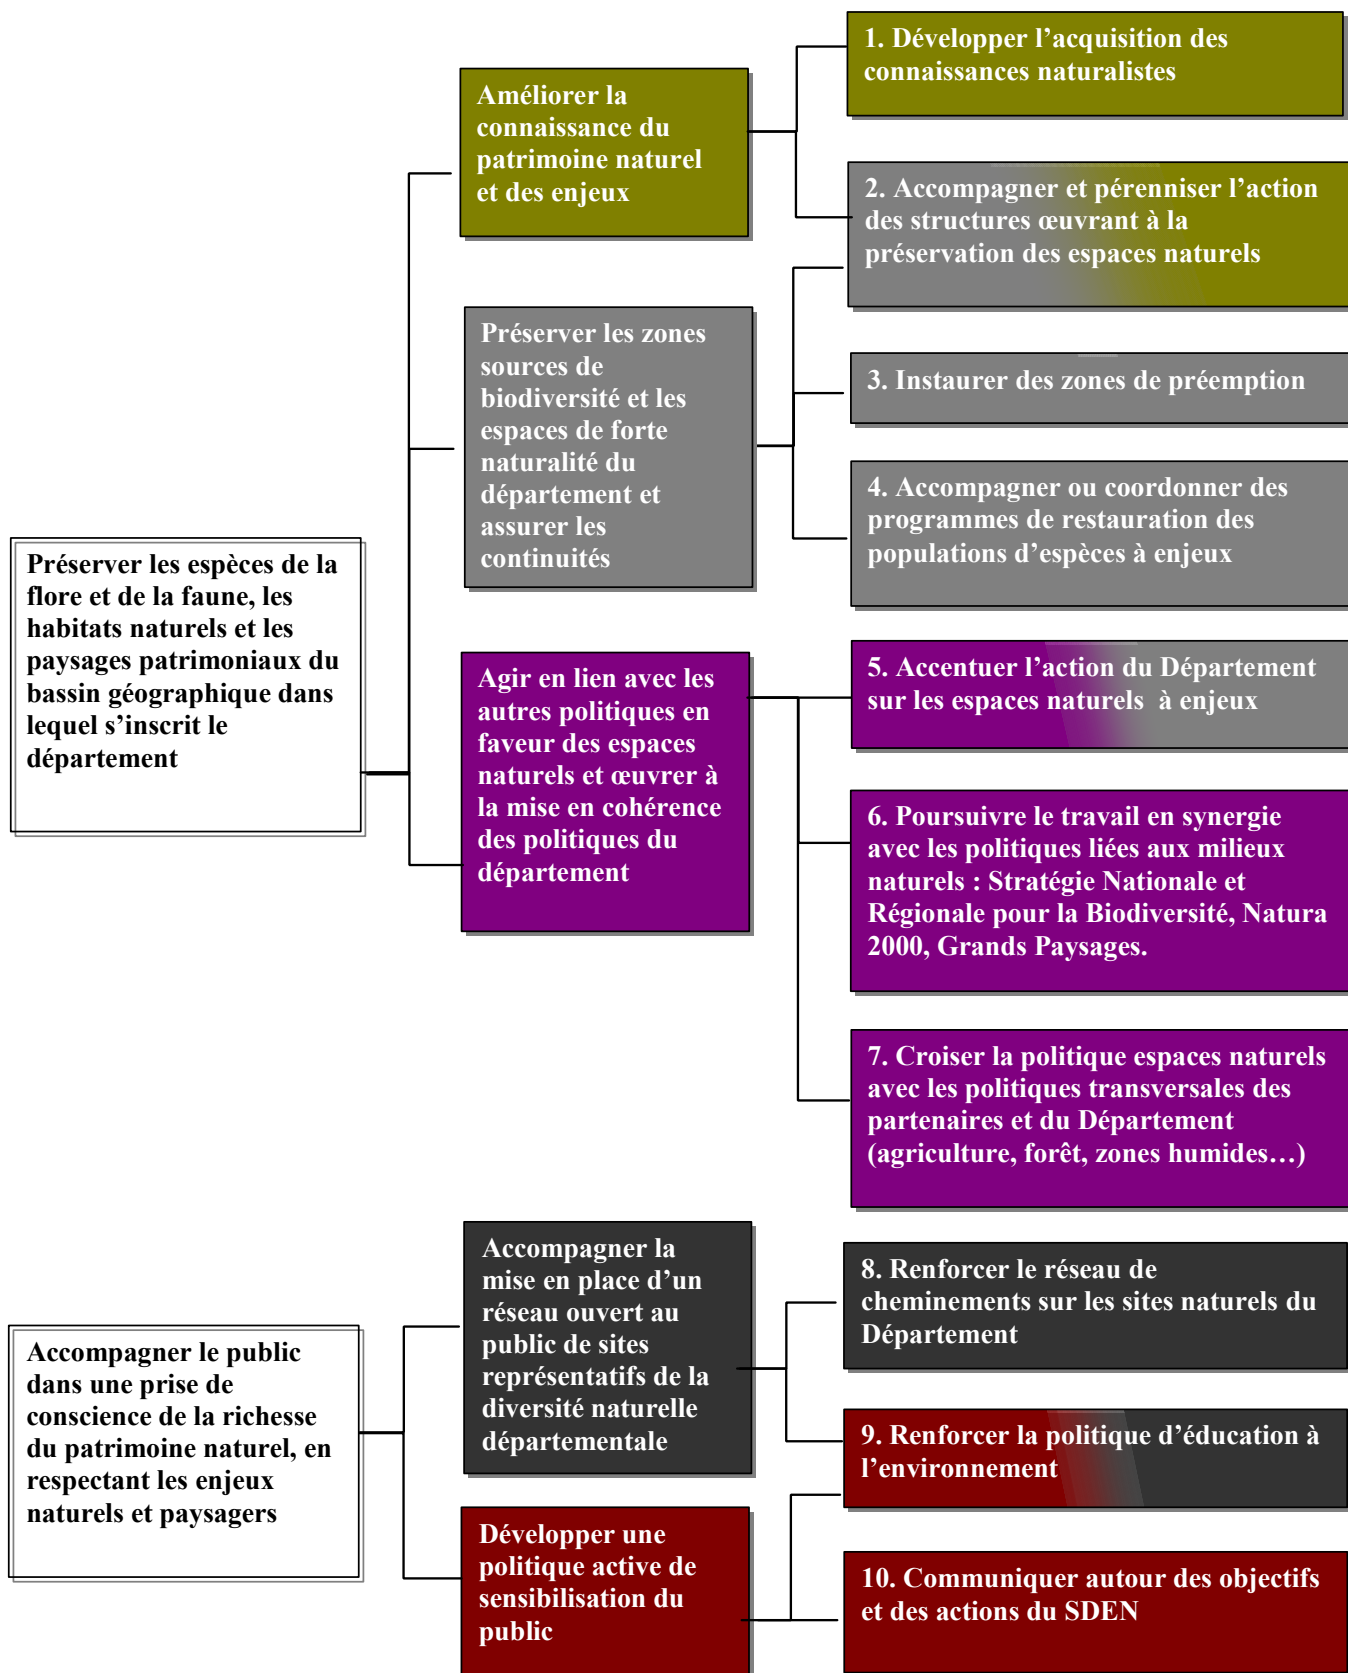 Préserver les espèces de la
flore et de la faune, les
habitats naturels et les
paysages patrimoniaux du
bassin géographique dans
lequel s’inscrit le
département
Améliorer la
connaissance du
patrimoine naturel
et des enjeux
1. Développer l’acquisition des
connaissances naturalistes
2. Accompagner et pérenniser l’action
des structures œuvrant à la
préservation des espaces naturels
Préserver les zones
sources de
biodiversité et les
espaces de forte
naturalité du
département et
assurer les
continuités
3. Instaurer des zones de préemption
4. Accompagner ou coordonner des
programmes de restauration des
populations d’espèces à enjeux
Agir en lien avec les
autres politiques en
faveur des espaces
naturels et œuvrer à
la mise en cohérence
des politiques du
département
5. Accentuer l’action du Département
sur les espaces naturels à enjeux
6. Poursuivre le travail en synergie
avec les politiques liées aux milieux
naturels : Stratégie Nationale et
Régionale pour la Biodiversité, Natura
2000, Grands Paysages.
7. Croiser la politique espaces naturels
avec les politiques transversales des
partenaires et du Département
(agriculture, forêt, zones humides…)
Accompagner le public
dans une prise de
conscience de la richesse
du patrimoine naturel, en
respectant les enjeux
naturels et paysagers
Accompagner la
mise en place d’un
réseau ouvert au
public de sites
représentatifs de la
diversité naturelle
départementale
8. Renforcer le réseau de
cheminements sur les sites naturels du
Département
9. Renforcer la politique d’éducation à
l’environnement
Développer une
politique active de
sensibilisation du
public
10. Communiquer autour des objectifs
et des actions du SDEN